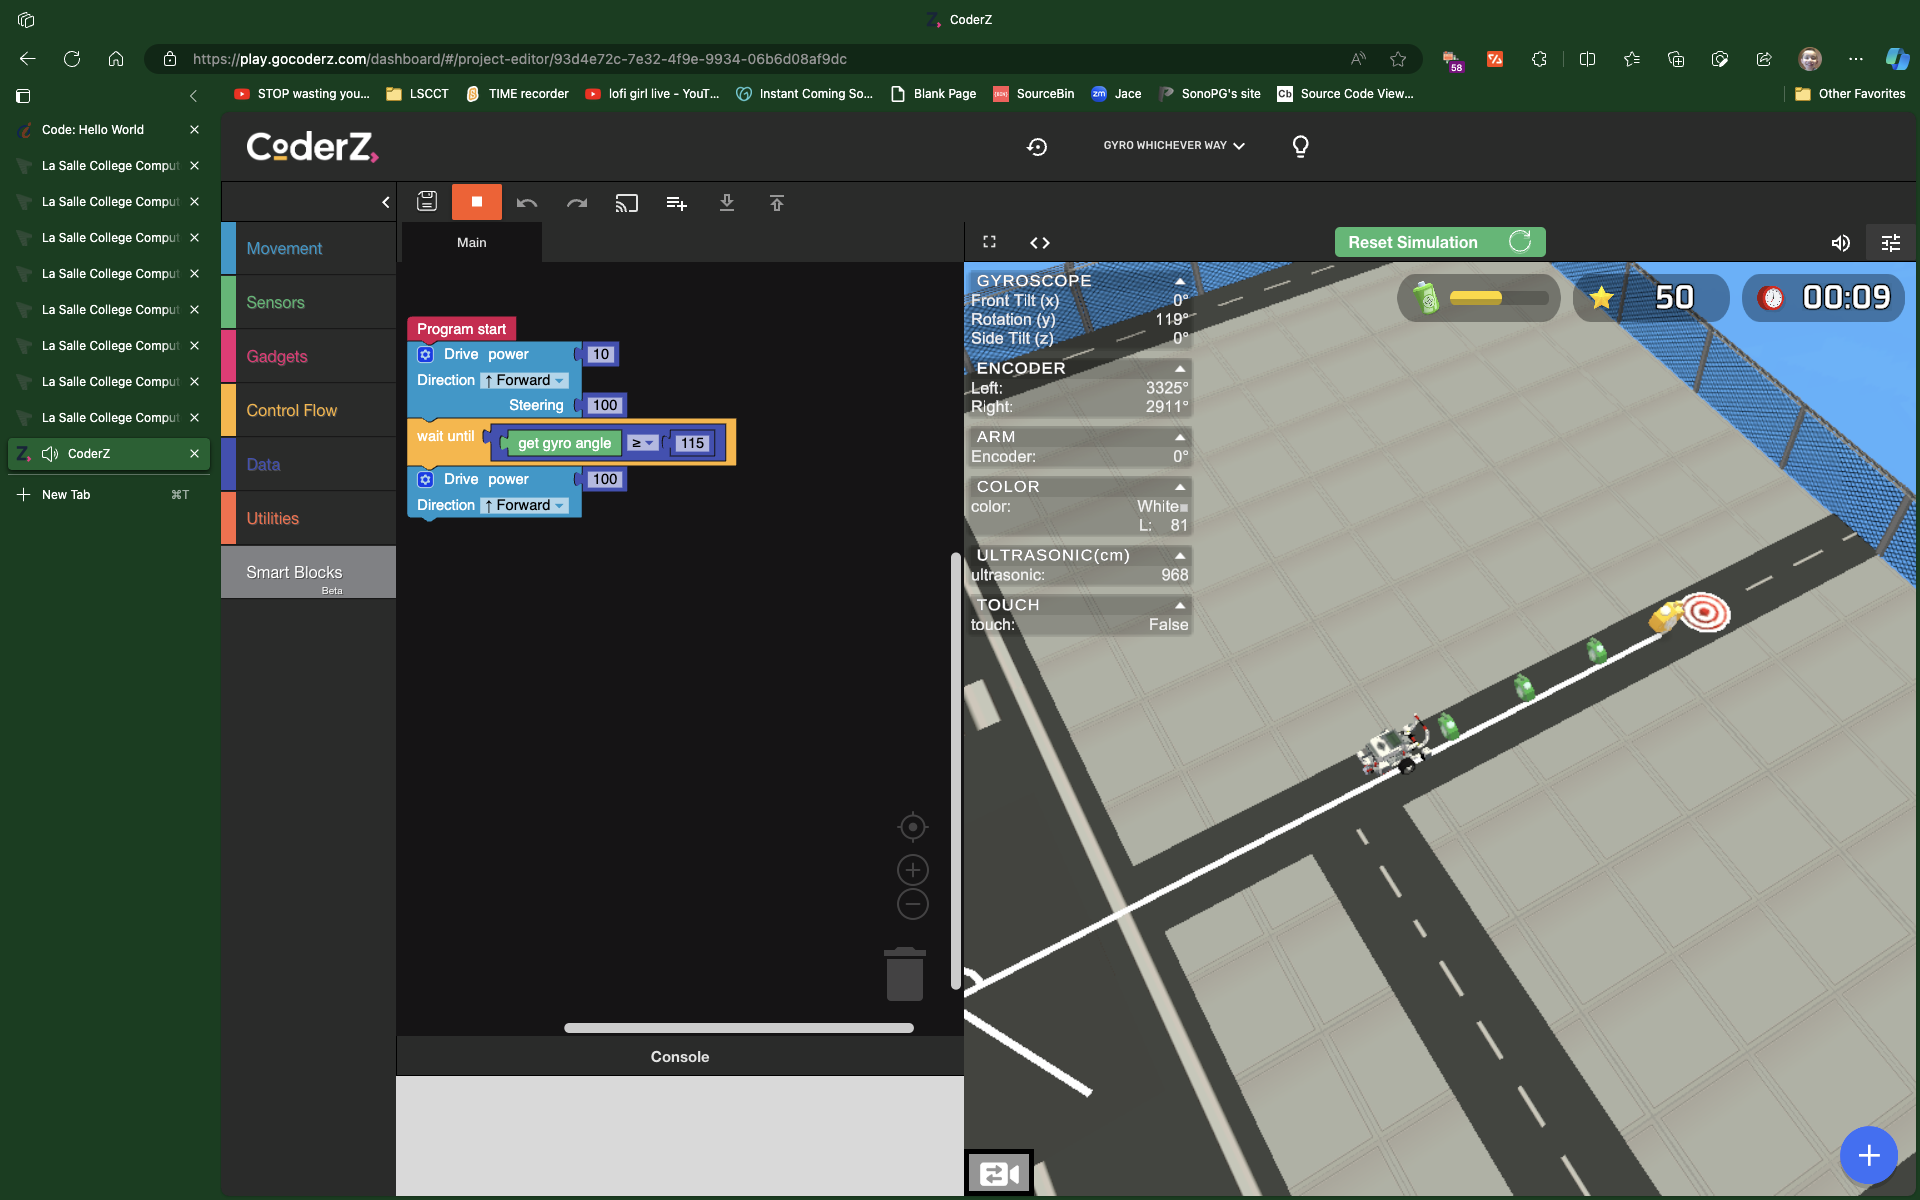 CoderZ
https://play.gocoderz.com/dashboard/#/project-editor/93d4e72c-7e32-4f9e-9934-06b6d08af9dc
58
STOP wasting you...
LSCCT
TIME recorder
lofi girl live - YouT...
Instant Coming So...
Blank Page
SourceBin
zm
Jace
SonoPG's site
Cb
Source Code View...
Other Favorites
Code: Hello World
La Salle College Comput
La Salle College Comput
La Salle College Comput
La Salle College Comput
La Salle College Comput
La Salle College Comput
La Salle College Comput
La Salle College Comput
CoderZ
New Tab
⌘T
CoderZ
GYRO WHICHEVER WAY
Movement
Sensors
Gadgets
Control Flow
Data
Utilities
Smart Blocks
Beta
Main
Program start
Drive power 10
Direction ↑ Forward
Steering 100
wait until get gyro angle ≥ 115
Drive power 100
Direction ↑ Forward
Console
Reset Simulation
GYROSCOPE
Front Tilt (x) 0°
Rotation (y) 119°
Side Tilt (z) 0°
ENCODER
Left: 3325°
Right: 2911°
ARM
Encoder: 0°
COLOR
color: White
L: 81
ULTRASONIC(cm)
ultrasonic: 968
TOUCH
touch: False
50
00:09